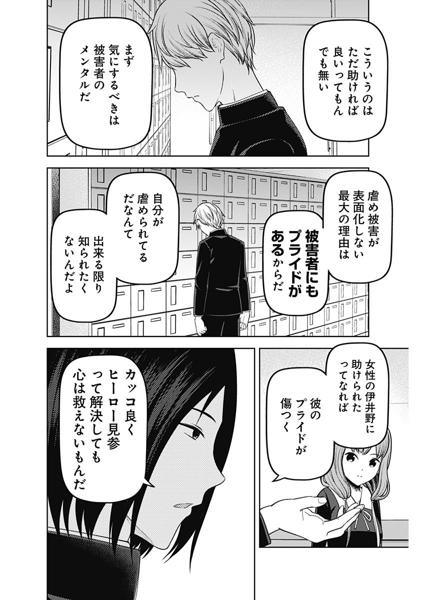 こういうのは
ただ助ければ
良いってもん
でも無い
まず
気にするべきは
被害者の
メンタルだ
虐め被害が
表面化しない
最大の理由は
被害者にも
プライドが
あるからだ
自分が
虐められてる
だなんて
出来る限り
知られたく
ないんだよ
女性の伊井野に
助けられた
ってなれば
彼の
プライドが
傷つく
カッコ良く
ヒーロー見参
って解決しても
心は救えないもんだ